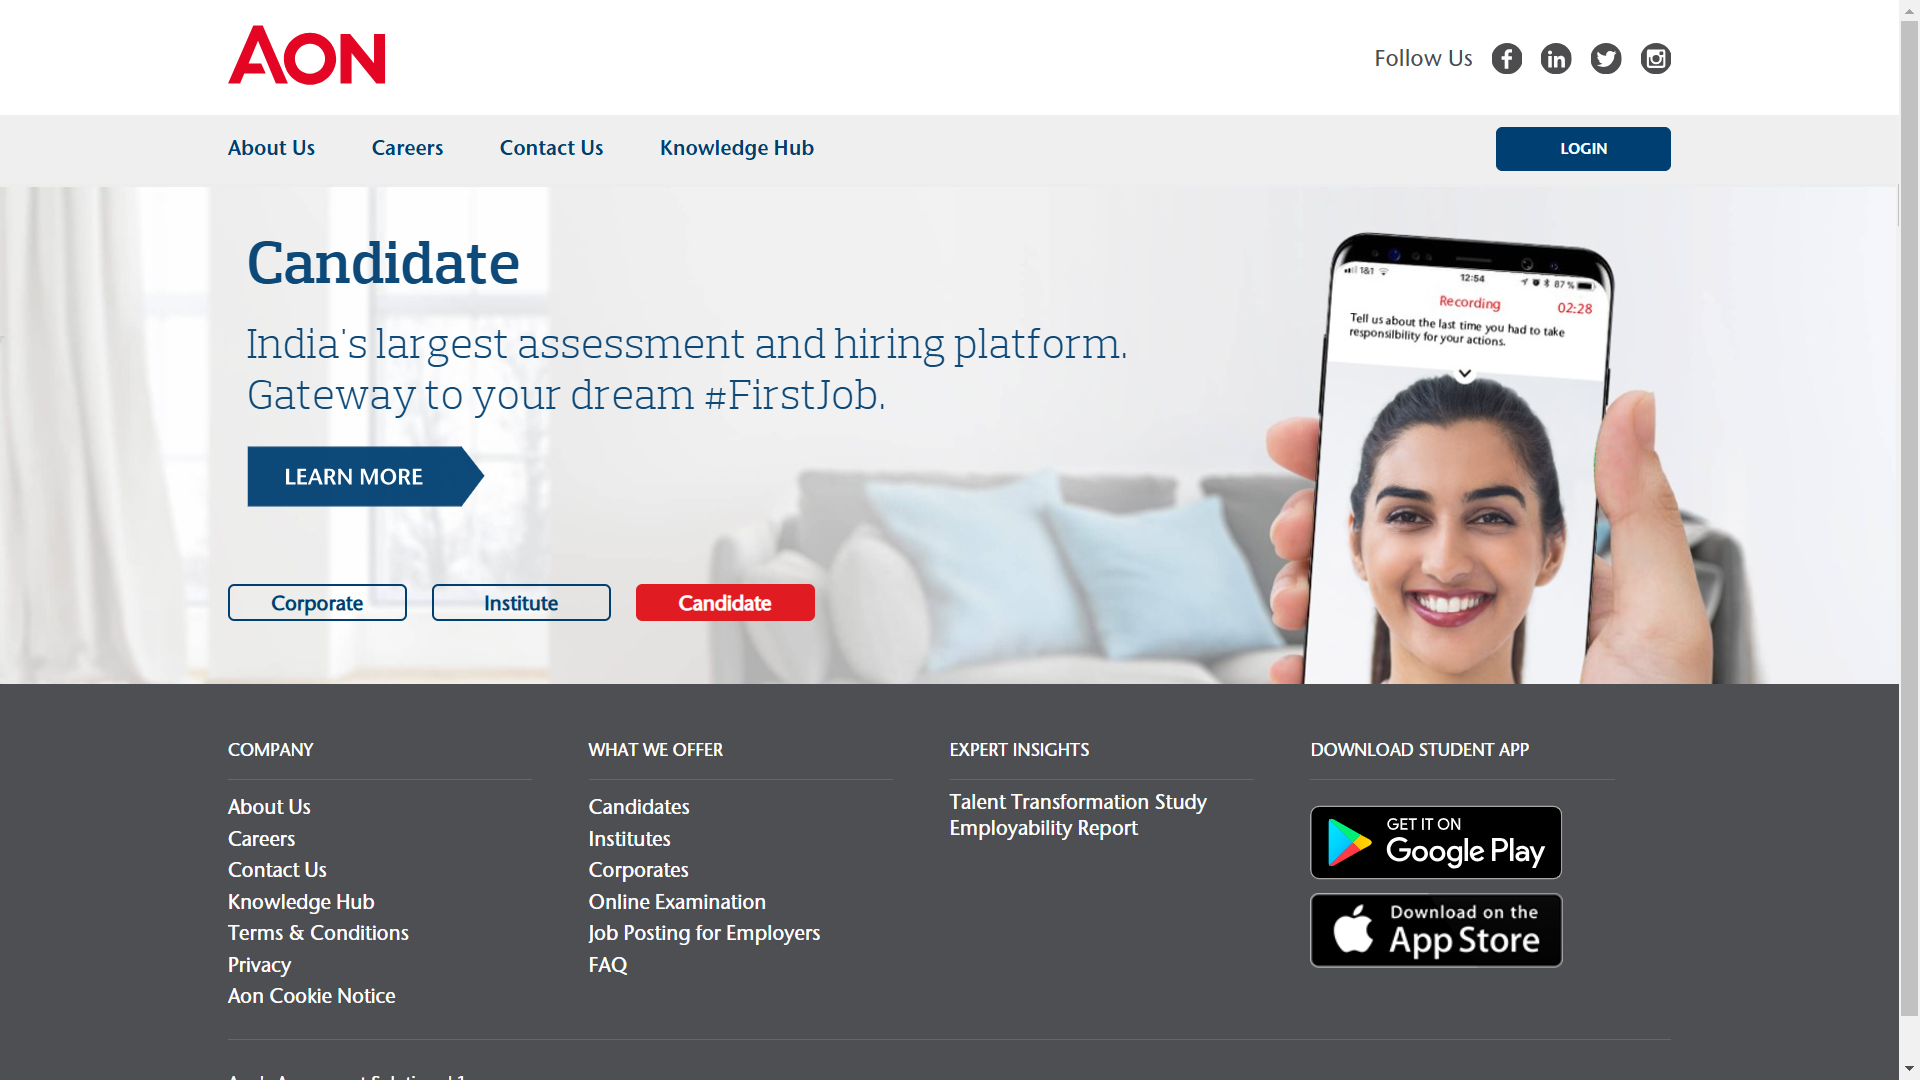 AON
Follow Us
About Us
Careers
Contact Us
Knowledge Hub
LOGIN
Candidate
India's largest assessment and hiring platform.
Gateway to your dream #FirstJob.
LEARN MORE
Corporate
Institute
Candidate
1&1
12:54
87%
Recording
02:28
Tell us about the last time you had to take
responsilbility for your actions.
COMPANY
About Us
Careers
Contact Us
Knowledge Hub
Terms & Conditions
Privacy
Aon Cookie Notice
WHAT WE OFFER
Candidates
Institutes
Corporates
Online Examination
Job Posting for Employers
FAQ
EXPERT INSIGHTS
Talent Transformation Study
Employability Report
DOWNLOAD STUDENT APP
GET IT ON
Google Play
Download on the
App Store